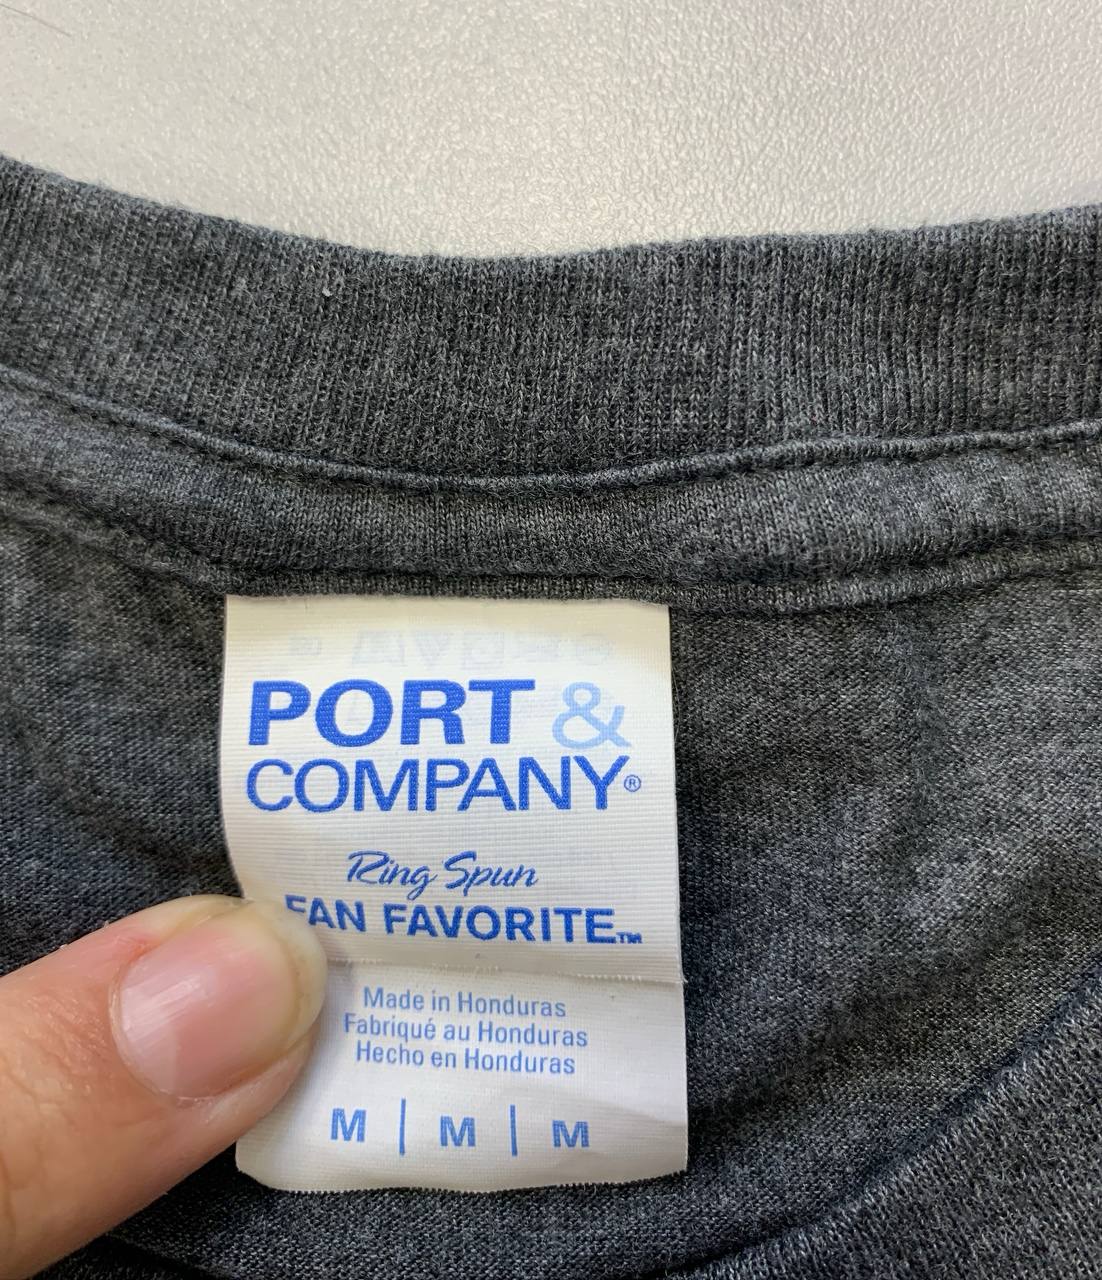 PORT &
COMPANY®
Ring Spun
FAN FAVORITE™
Made in Honduras
Fabriqué au Honduras
Hecho en Honduras
M | M | M